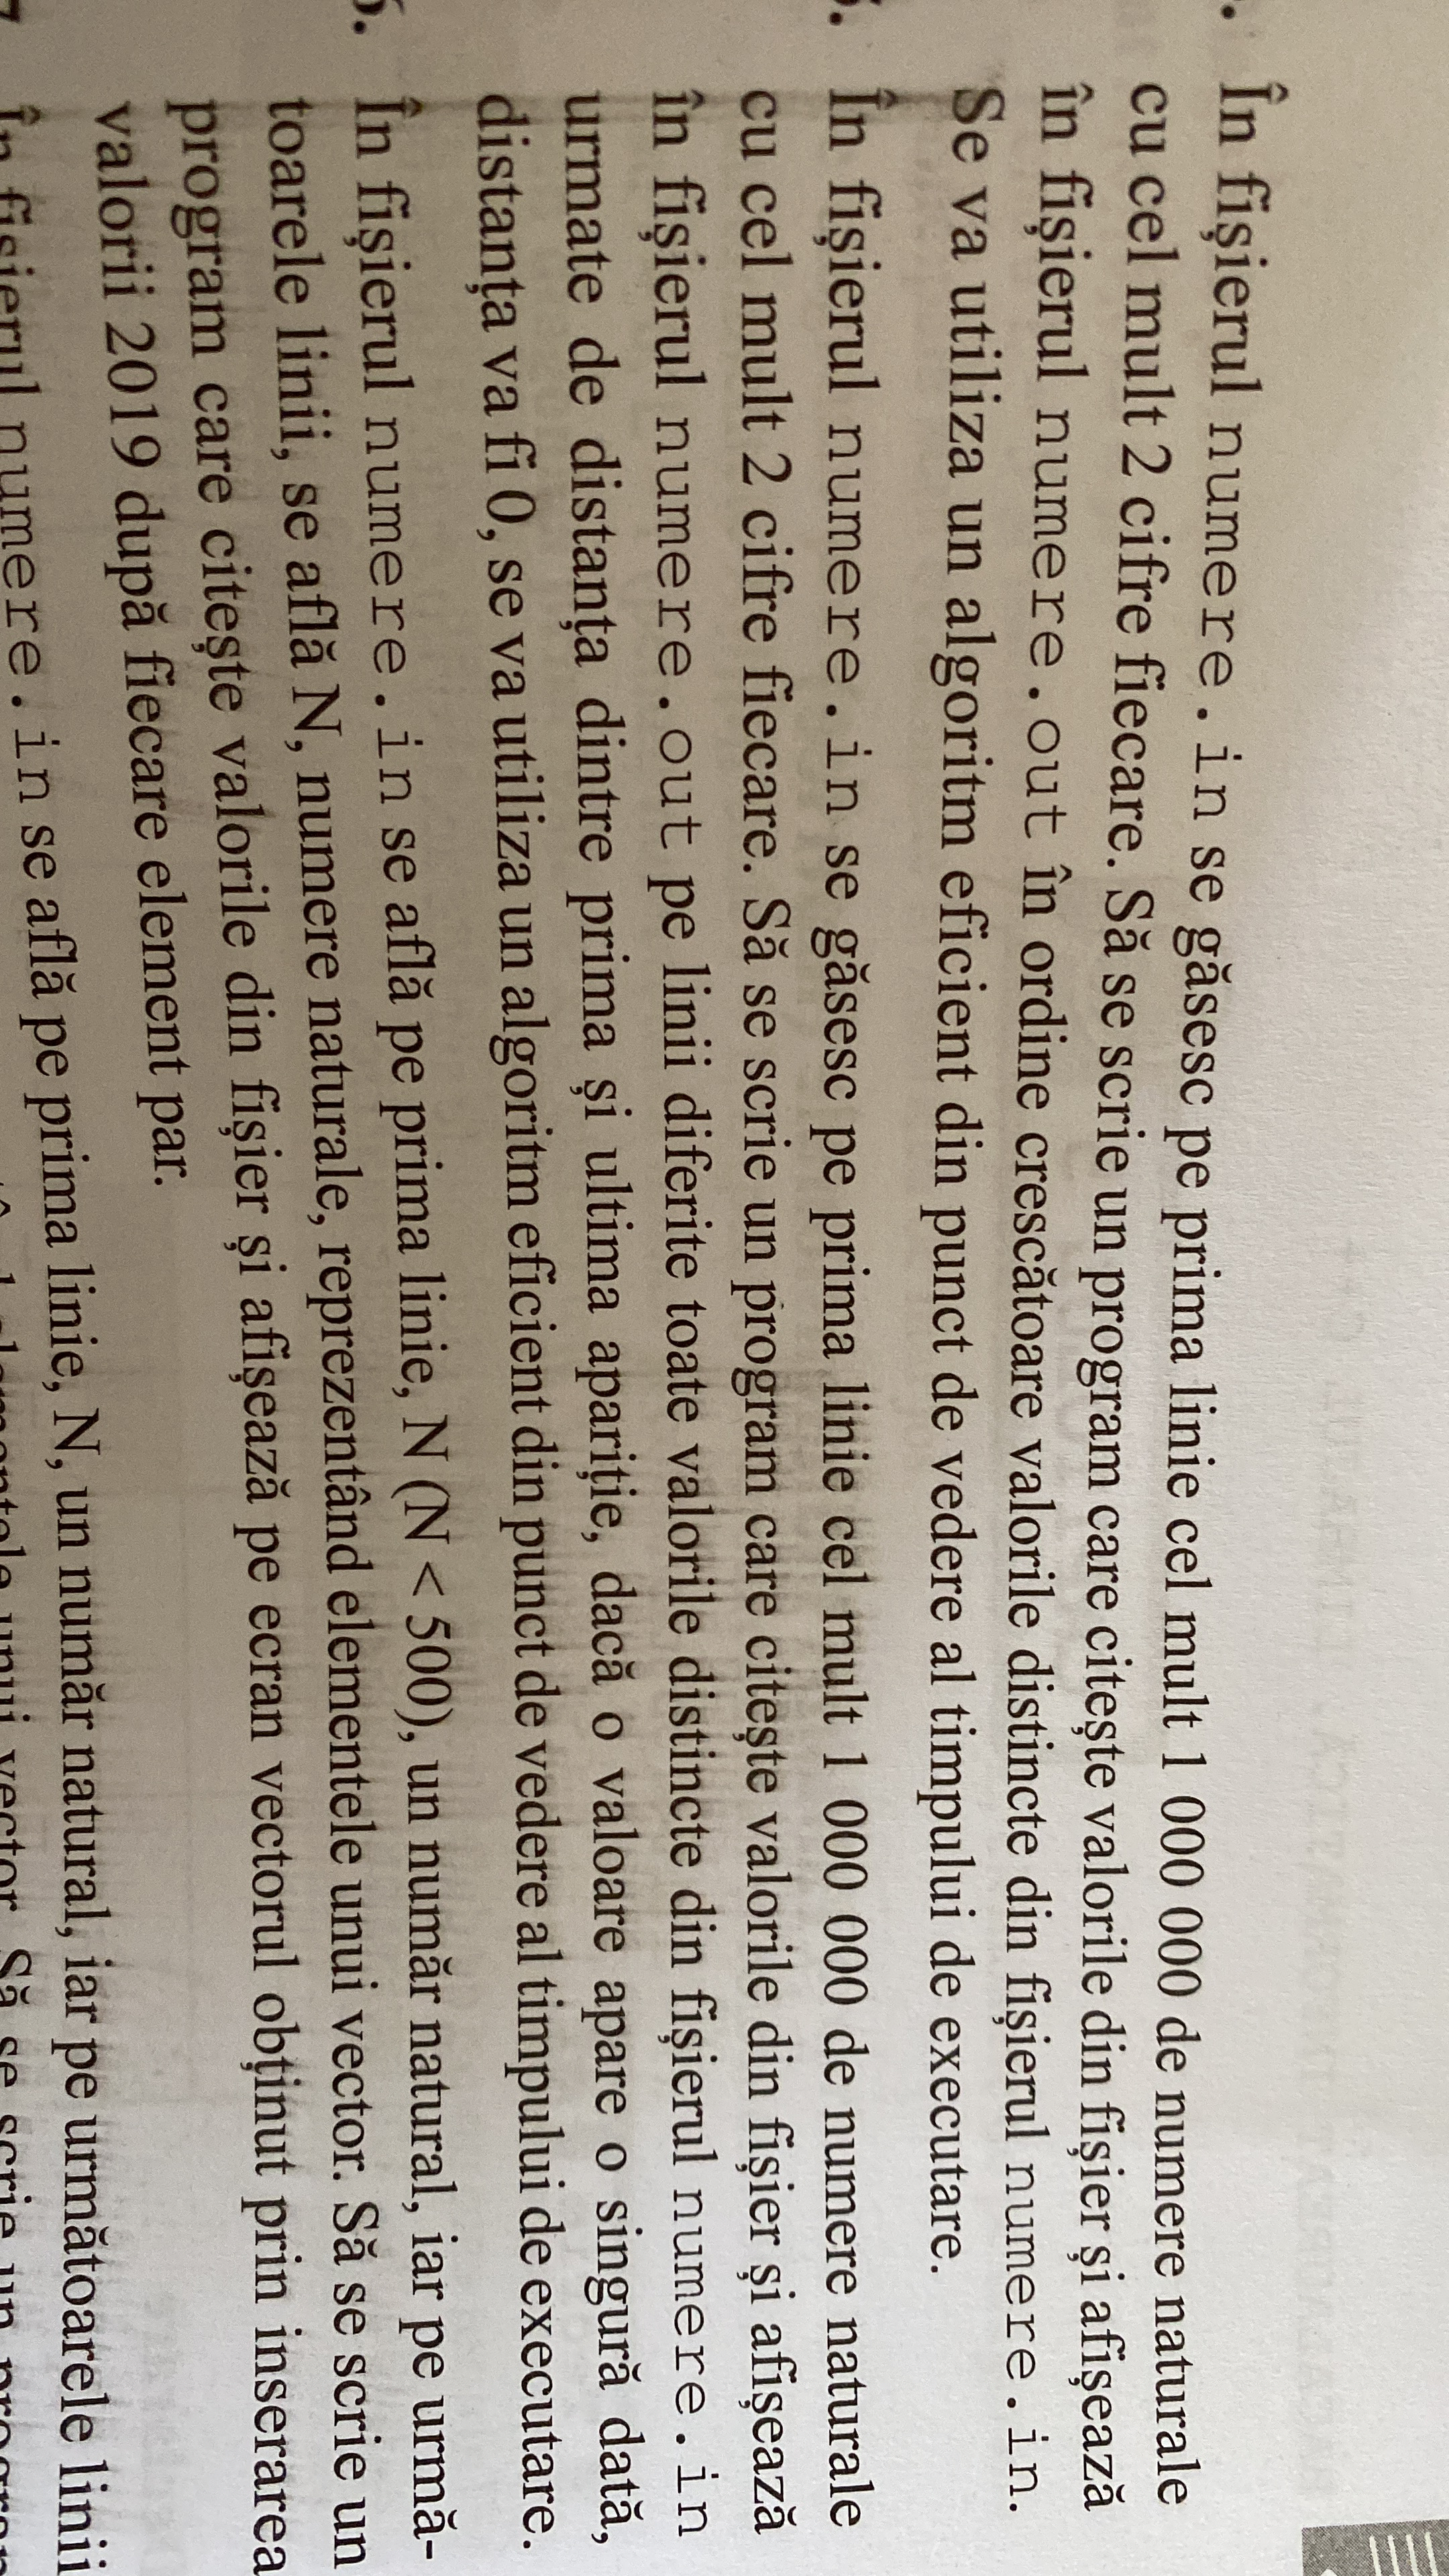 . În fișierul numere.in se găsesc pe prima linie cel mult 1 000 000 de numere naturale
cu cel mult 2 cifre fiecare. Să se scrie un program care citește valorile din fișier și afișează
în fișierul numere.out în ordine crescătoare valorile distincte din fișierul numere.in.
Se va utiliza un algoritm eficient din punct de vedere al timpului de executare.
. În fișierul numere.in se găsesc pe prima linie cel mult 1 000 000 de numere naturale
cu cel mult 2 cifre fiecare. Să se scrie un program care citește valorile din fișier și afișează
în fișierul numere.out pe linii diferite toate valorile distincte din fișierul numere.in
urmate de distanța dintre prima și ultima apariție, dacă o valoare apare o singură dată,
distanța va fi 0, se va utiliza un algoritm eficient din punct de vedere al timpului de executare.
. În fișierul numere.in se află pe prima linie, N (N < 500), un număr natural, iar pe urmă-
toarele linii, se află N, numere naturale, reprezentând elementele unui vector. Să se scrie un
program care citește valorile din fișier și afișează pe ecran vectorul obținut prin inserarea
valorii 2019 după fiecare element par.
În fișierul numere.in se află pe prima linie, N, un număr natural, iar pe următoarele linii
elementele unui vector. Să se scrie un